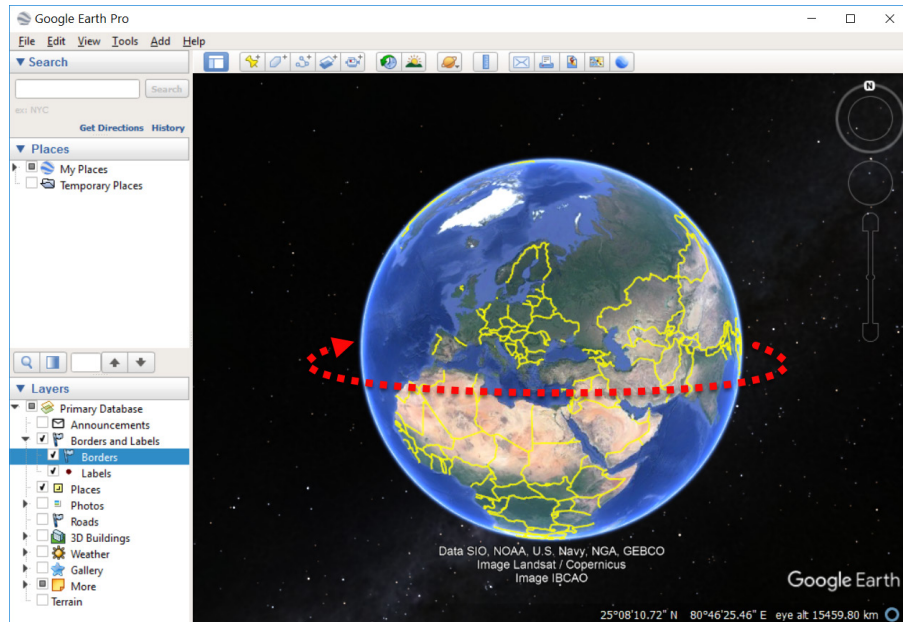 Google Earth Pro
File Edit View Tools Add Help
Search
Search
ex: NYC
Get Directions History
Places
My Places
Temporary Places
Layers
Primary Database
Announcements
Borders and Labels
Borders
Labels
Places
Photos
Roads
3D Buildings
Weather
Gallery
More
Terrain
N
Data SIO, NOAA, U.S. Navy, NGA, GEBCO
Image Landsat / Copernicus
Image IBCAO
Google Earth
25°08'10.72" N 80°46'25.46" E eye alt 15459.80 km